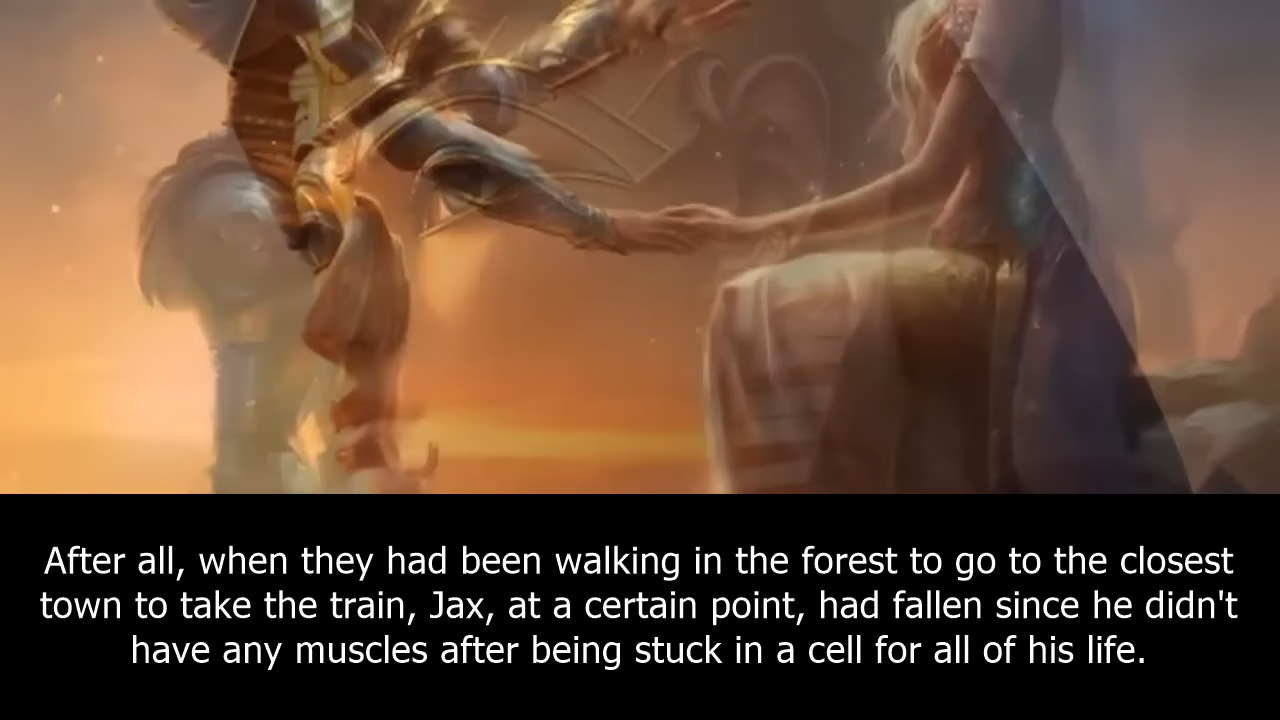 After all, when they had been walking in the forest to go to the closest
town to take the train, Jax, at a certain point, had fallen since he didn't
have any muscles after being stuck in a cell for all of his life.